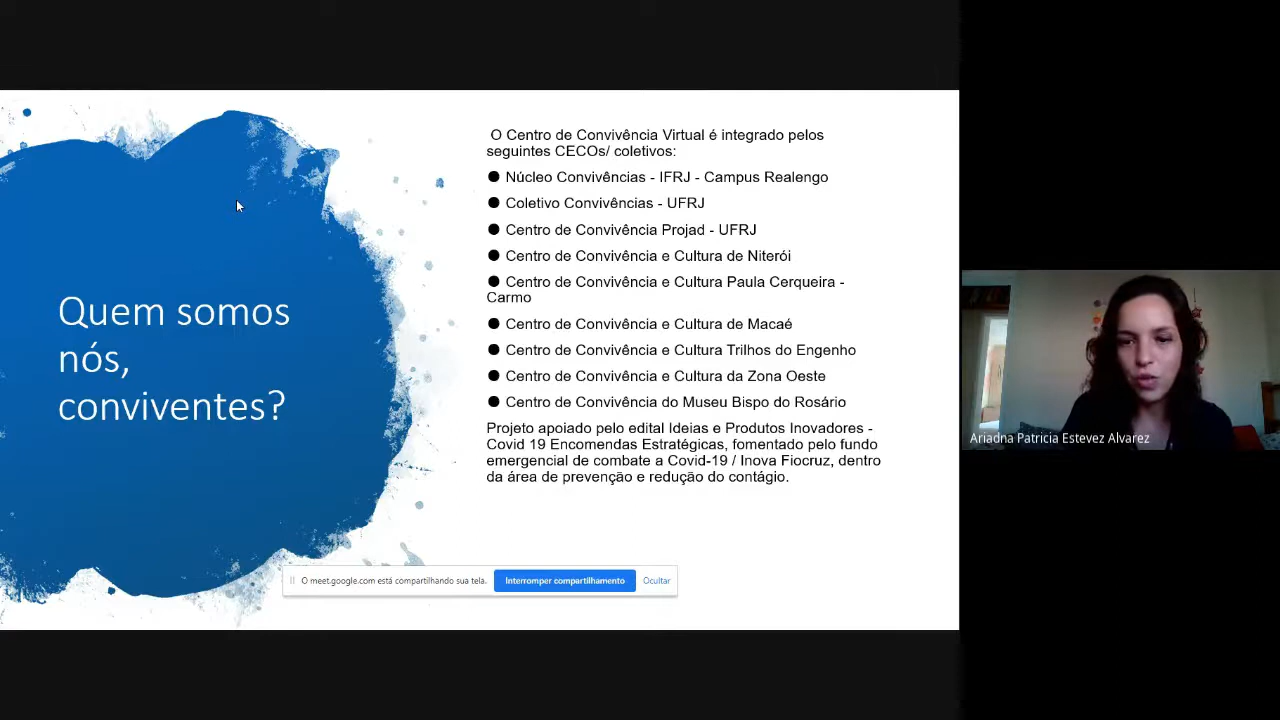 Quem somos
nós,
conviventes?
O Centro de Convivência Virtual é integrado pelos
seguintes CECOs/ coletivos:
● Núcleo Convivências - IFRJ - Campus Realengo
● Coletivo Convivências - UFRJ
● Centro de Convivência Projad - UFRJ
● Centro de Convivência e Cultura de Niterói
● Centro de Convivência e Cultura Paula Cerqueira -
Carmo
● Centro de Convivência e Cultura de Macaé
● Centro de Convivência e Cultura Trilhos do Engenho
● Centro de Convivência e Cultura da Zona Oeste
● Centro de Convivência do Museu Bispo do Rosário
Projeto apoiado pelo edital Ideias e Produtos Inovadores -
Covid 19 Encomendas Estratégicas, fomentado pelo fundo
emergencial de combate a Covid-19 / Inova Fiocruz, dentro
da área de prevenção e redução do contágio.
O meet.google.com está compartilhando sua tela. Interromper compartilhamento Ocultar
Ariadna Patricia Estevez Alvarez